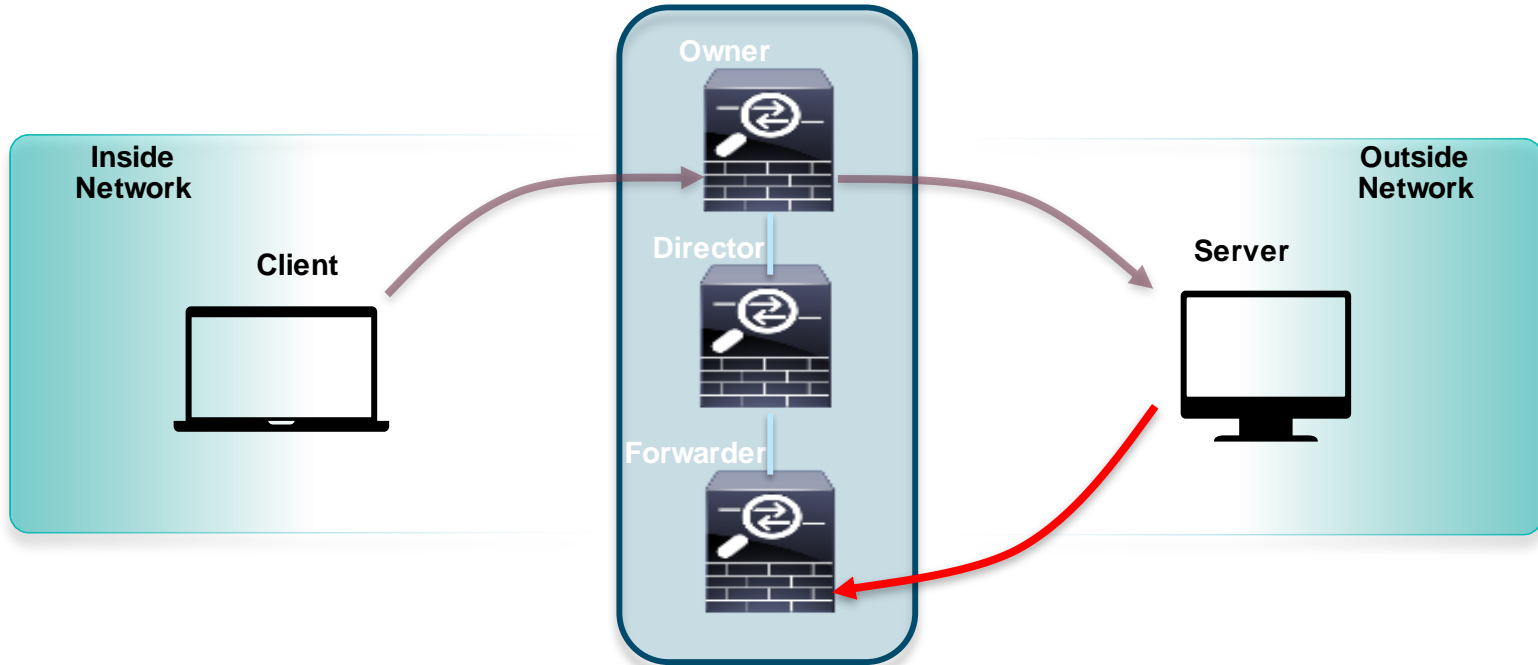 Owner
Inside
Network
Outside
Network
Director
Client
Server
Forwarder